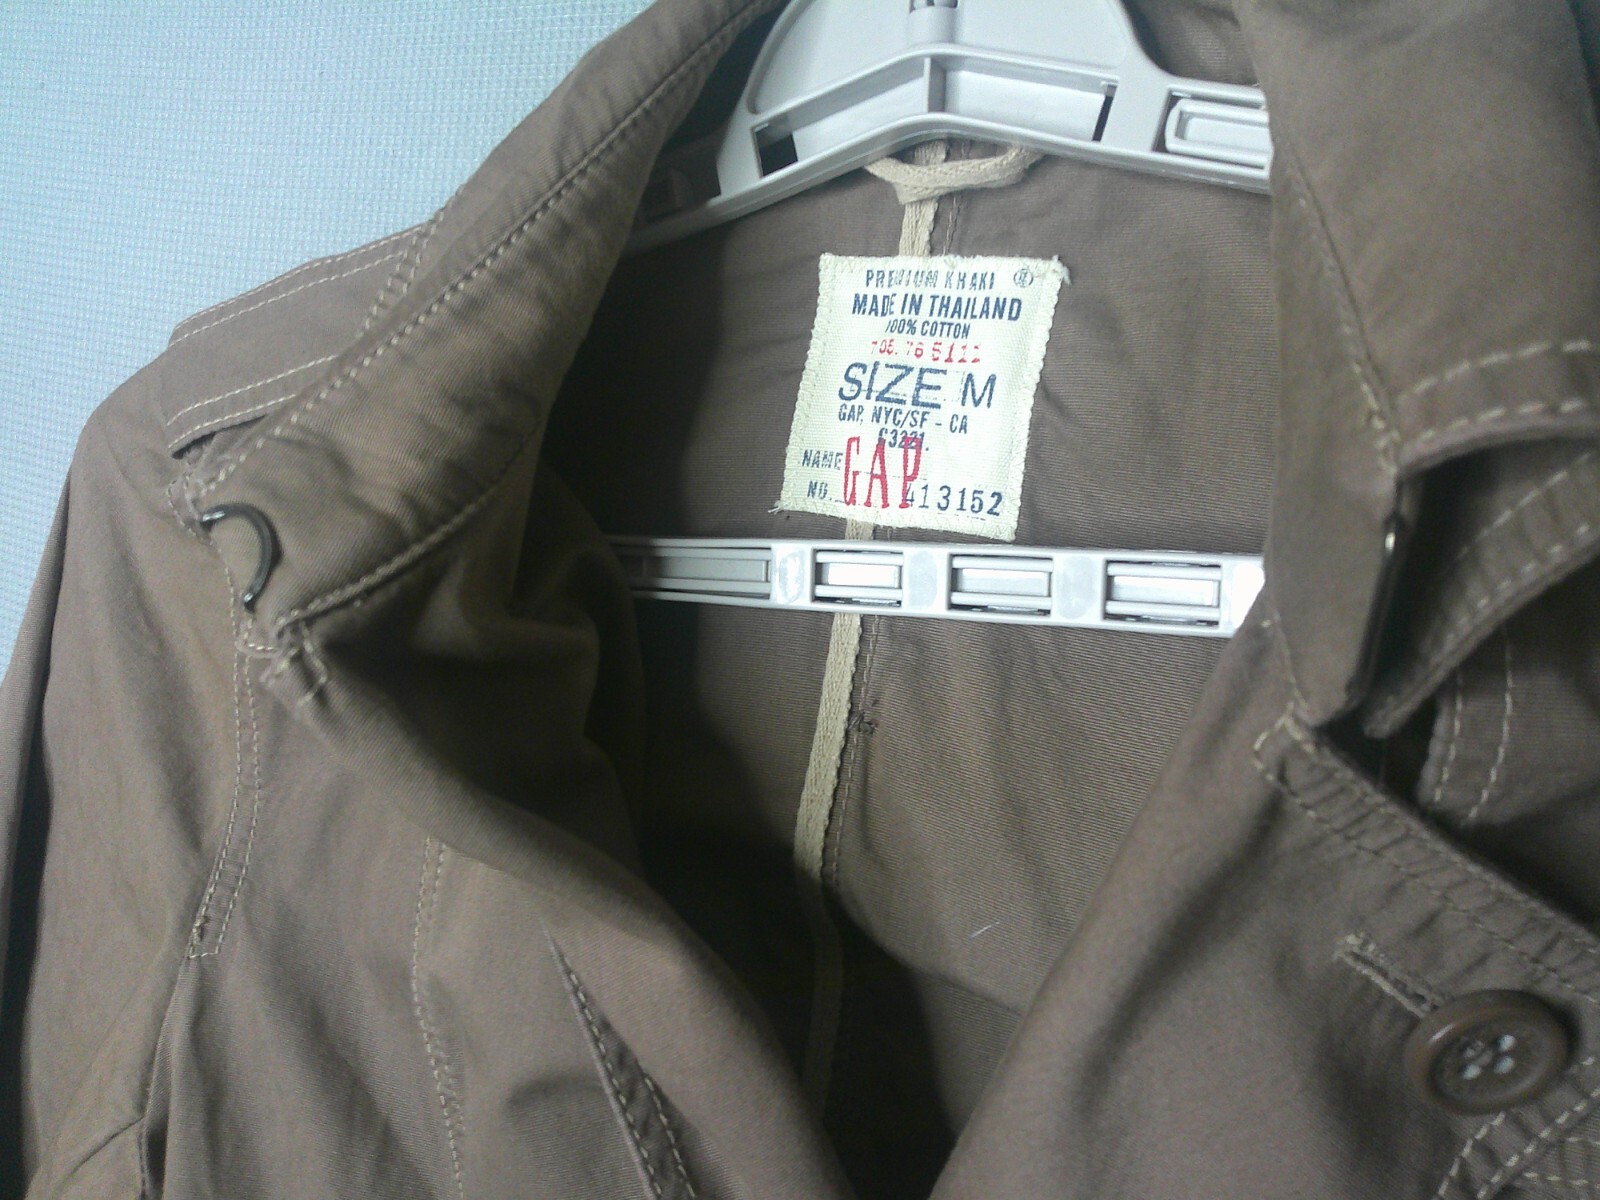 PREMIUM KHAKI
MADE IN THAILAND
100% COTTON
SIZE M
GAP, NYC/SF - CA
NAME GAP
NO. 413152